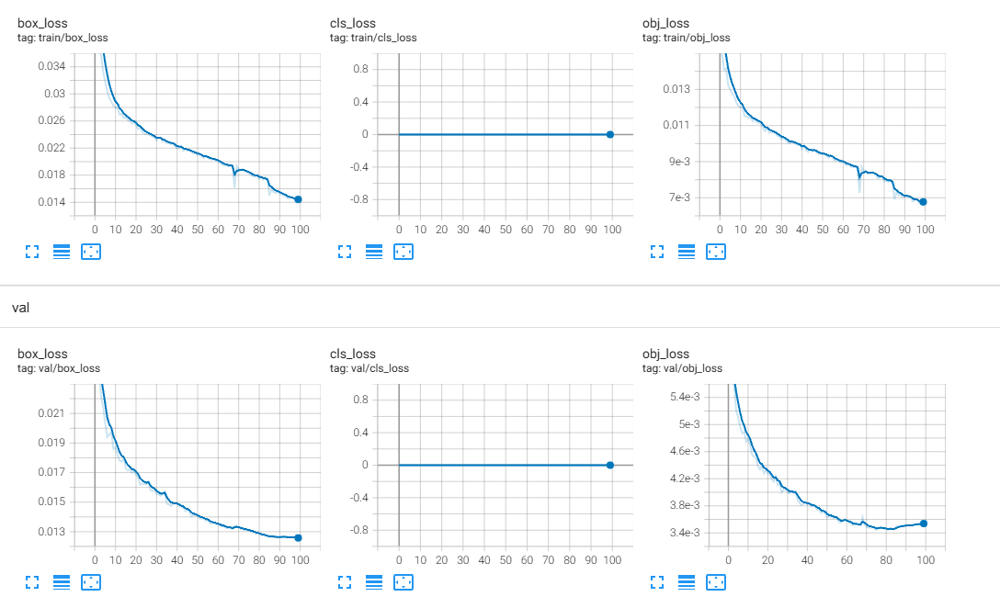 box_loss
tag: train/box_loss
0.034
0.03
0.026
0.022
0.018
0.014
0 10 20 30 40 50 60 70 80 90 100
cls_loss
tag: train/cls_loss
0.8
0.4
0
-0.4
-0.8
0 10 20 30 40 50 60 70 80 90 100
obj_loss
tag: train/obj_loss
0.013
0.011
9e-3
7e-3
0 10 20 30 40 50 60 70 80 90 100
val
box_loss
tag: val/box_loss
0.021
0.019
0.017
0.015
0.013
0 10 20 30 40 50 60 70 80 90 100
cls_loss
tag: val/cls_loss
0.8
0.4
0
-0.4
-0.8
0 10 20 30 40 50 60 70 80 90 100
obj_loss
tag: val/obj_loss
5.4e-3
5e-3
4.6e-3
4.2e-3
3.8e-3
3.4e-3
0 20 40 60 80 100